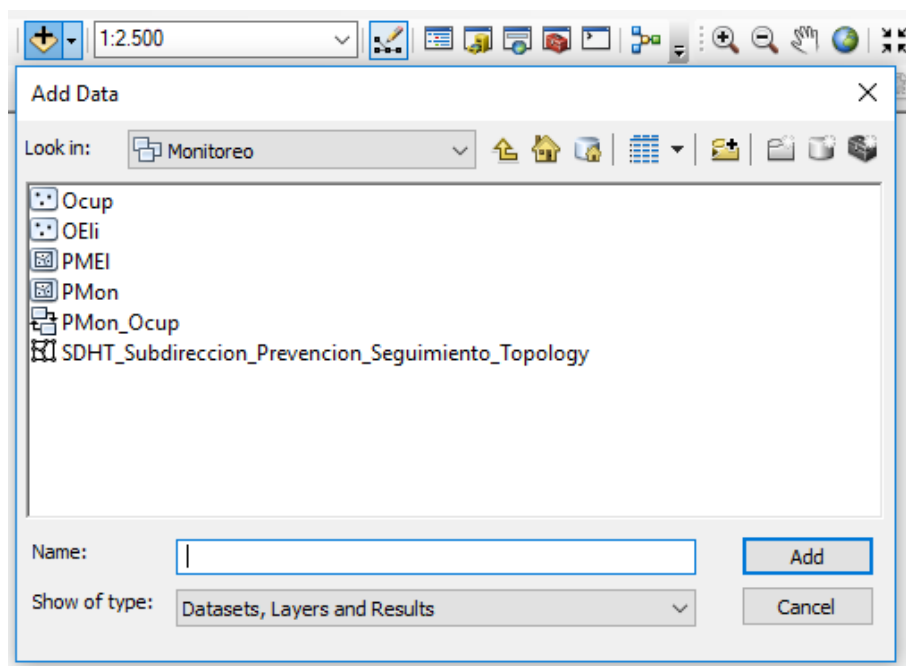 1:2.500
Add Data
Look in: Monitoreo
Ocup
OEli
PMEl
PMon
PMon_Ocup
SDHT_Subdireccion_Prevencion_Seguimiento_Topology
Name: Add
Show of type: Datasets, Layers and Results Cancel